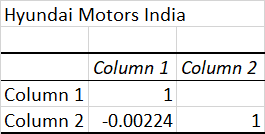 Hyundai Motors India
Column 1 Column 2
Column 1 1
Column 2 -0.00224 1